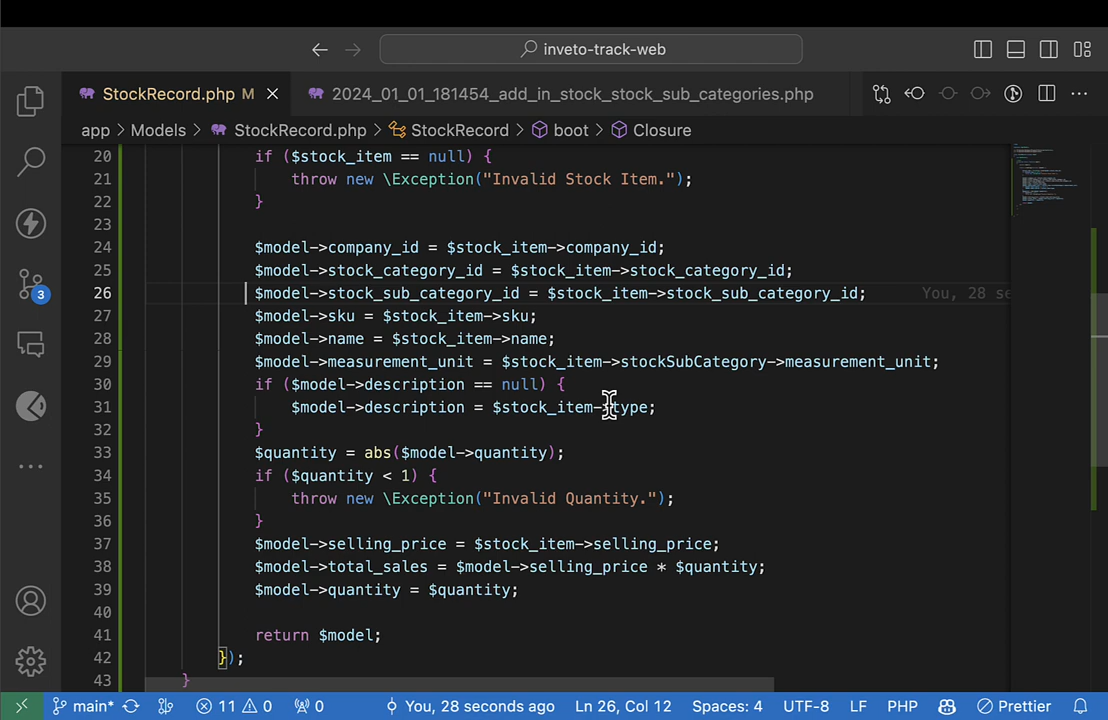 inveto-track-web
StockRecord.php M
2024_01_01_181454_add_in_stock_stock_sub_categories.php
app > Models > StockRecord.php > StockRecord > boot > Closure
20 if ($stock_item == null) {
21 throw new \Exception("Invalid Stock Item.");
22 }
23
24 $model->company_id = $stock_item->company_id;
25 $model->stock_category_id = $stock_item->stock_category_id;
26 $model->stock_sub_category_id = $stock_item->stock_sub_category_id; You, 28 se
27 $model->sku = $stock_item->sku;
28 $model->name = $stock_item->name;
29 $model->measurement_unit = $stock_item->stockSubCategory->measurement_unit;
30 if ($model->description == null) {
31 $model->description = $stock_item->type;
32 }
33 $quantity = abs($model->quantity);
34 if ($quantity < 1) {
35 throw new \Exception("Invalid Quantity.");
36 }
37 $model->selling_price = $stock_item->selling_price;
38 $model->total_sales = $model->selling_price * $quantity;
39 $model->quantity = $quantity;
40
41 return $model;
42 });
43 }
3
main* 11 0 0 You, 28 seconds ago Ln 26, Col 12 Spaces: 4 UTF-8 LF PHP Prettier